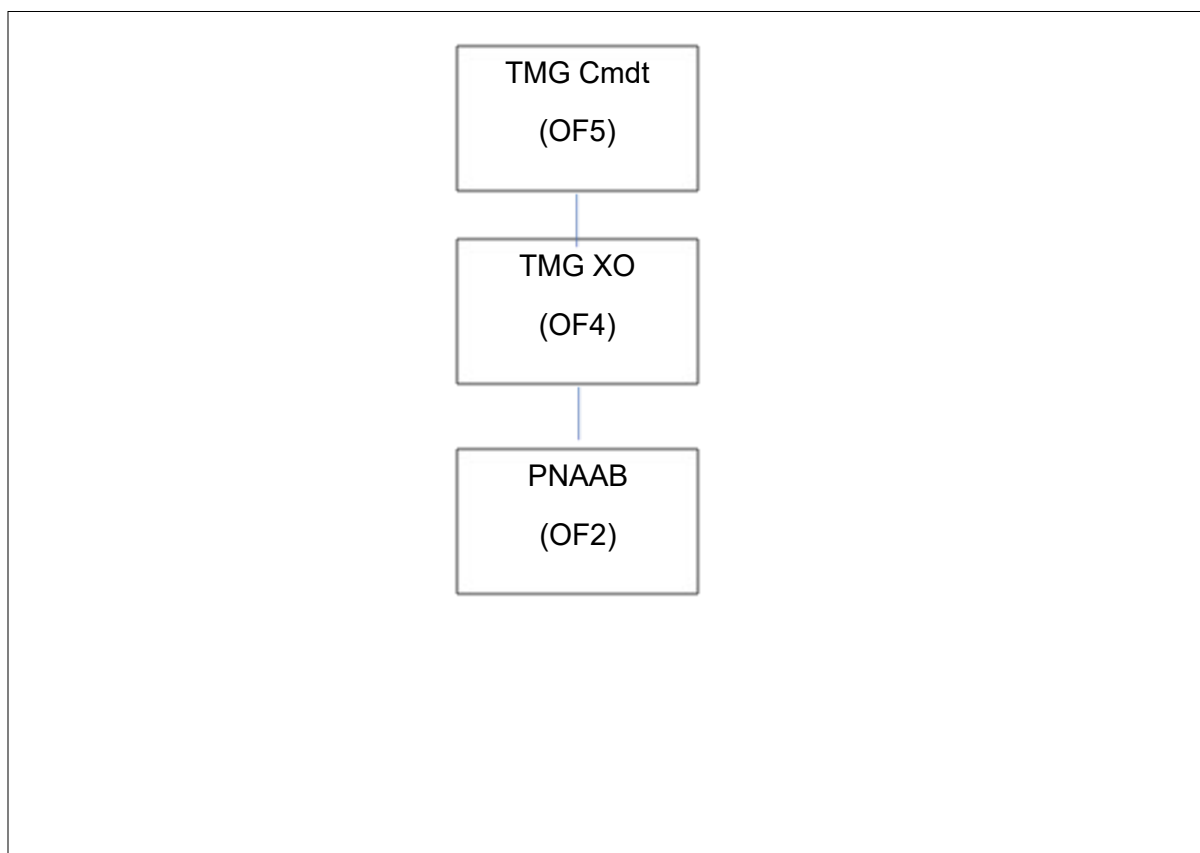 TMG Cmdt
(OF5)
TMG XO
(OF4)
PNAAB
(OF2)